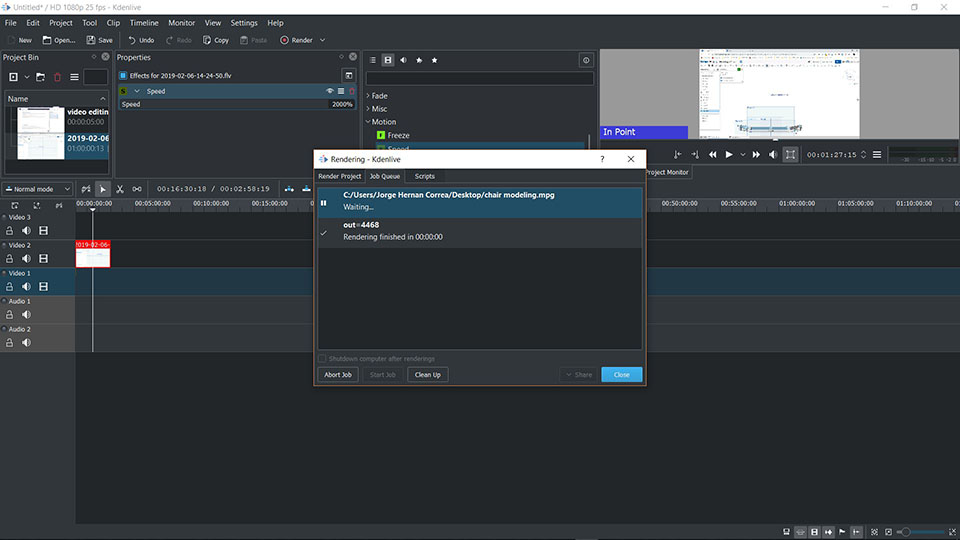 Untitled* / HD 1080p 25 fps - Kdenlive
File Edit Project Tool Clip Timeline Monitor View Settings Help
New Open... Save Undo Redo Copy Paste Render
Project Bin
Properties
Effects for 2019-02-06-14-24-50.flv
Speed
Speed 2000%
Name
video editin
00:00:05:00
2019-02-06
01:00:00:13
Fade
Misc
Motion
Freeze
Speed
In Point
00:01:27:15
Project Monitor
Normal mode
00:16:30:18 / 00:02:58:19
00:00:00:00 00:05:00:00 00:10:00:00 00:15:00:00 00:50:00:00 00:55:00:00 01:00:00:00 01:05:00:00 01:10:00:00
Video 3
Video 2
2019-02-06-
Video 1
Audio 1
Audio 2
Rendering - Kdenlive
Render Project Job Queue Scripts
C:/Users/Jorge Hernan Correa/Desktop/chair modeling.mpg
Waiting...
out=4468
Rendering finished in 00:00:00
Shutdown computer after renderings
Abort Job Start Job Clean Up Share Close